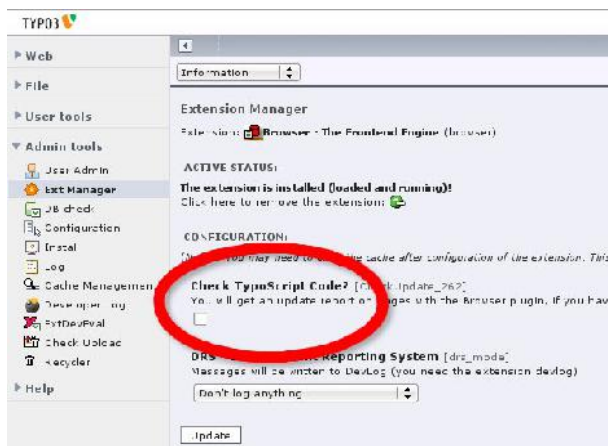 TYPO3
Web
File
User tools
Admin tools
User Admin
Ext Manager
DB check
Configuration
Install
Log
Cache Management
Developer Log
ExtDevEval
Check Upload
Recycler
Help
Information
Extension Manager
Extension: Browser - The Frontend Engine (browser)
ACTIVE STATUS:
The extension is installed (loaded and running)!
Click here to remove the extension:
CONFIGURATION:
you may need to the cache after configuration of the extension. This
Check TypoScript Code? [CheckUpdate_262]
You will get an update report on pages with the Browser plugin, if you hav
DRS - Reporting System [drs_mode]
Messages will be written to DevLog (you need the extension devlog)
Don't log anything
Update